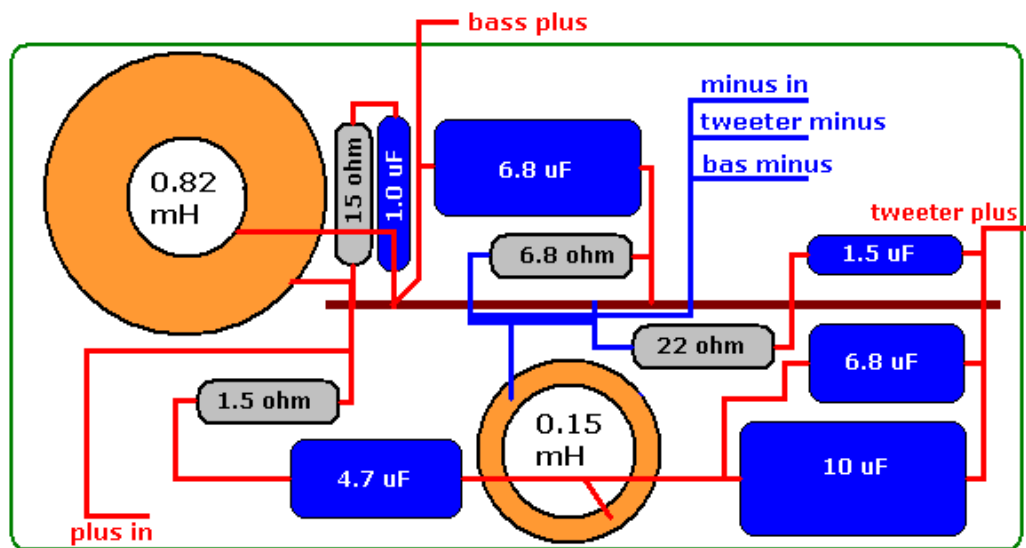 bass plus
minus in
tweeter minus
bas minus
0.82
mH
15 ohm
1.0 uF
6.8 uF
tweeter plus
6.8 ohm
1.5 uF
22 ohm
6.8 uF
1.5 ohm
0.15
mH
4.7 uF
10 uF
plus in